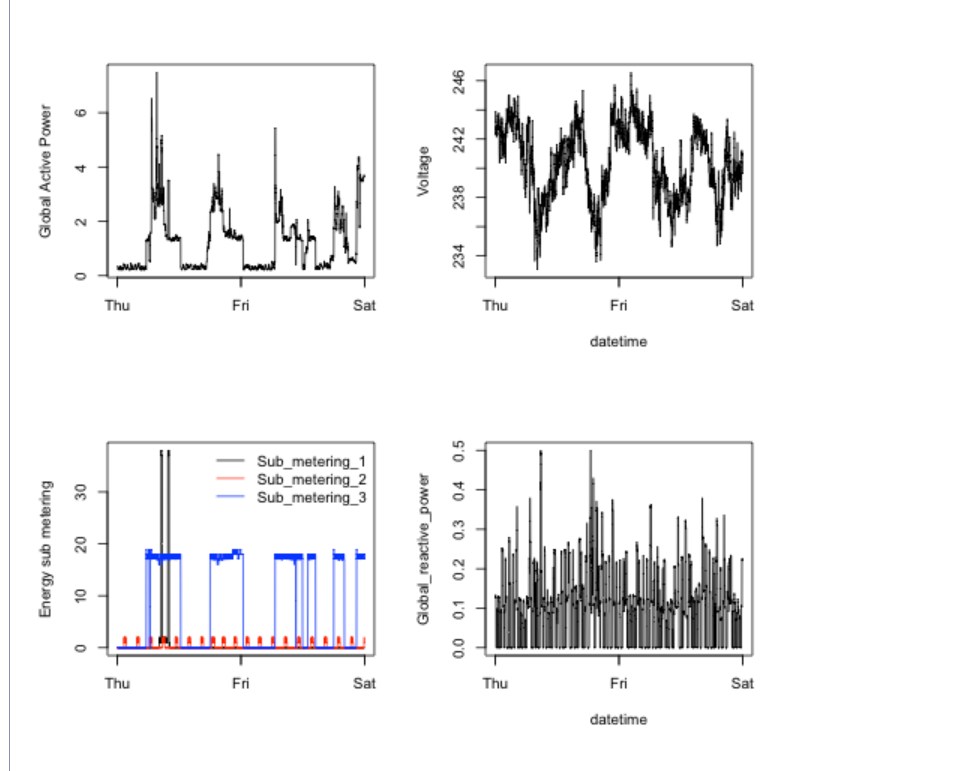 Global Active Power
0
2
4
6
Thu
Fri
Sat
Voltage
234
238
242
246
Thu
Fri
Sat
datetime
Energy sub metering
0
10
20
30
Sub_metering_1
Sub_metering_2
Sub_metering_3
Thu
Fri
Sat
Global_reactive_power
0.0
0.1
0.2
0.3
0.4
0.5
Thu
Fri
Sat
datetime